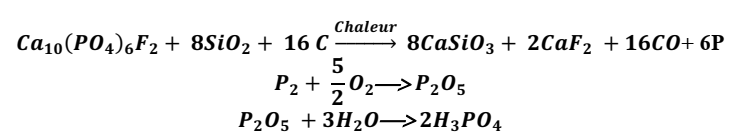 Ca₁₀(PO₄)₆F₂ + 8SiO₂ + 16 C —Chaleur→ 8CaSiO₃ + 2CaF₂ + 16CO+ 6P
P₂ + 5/2 O₂ → P₂O₅
P₂O₅ + 3H₂O → 2H₃PO₄